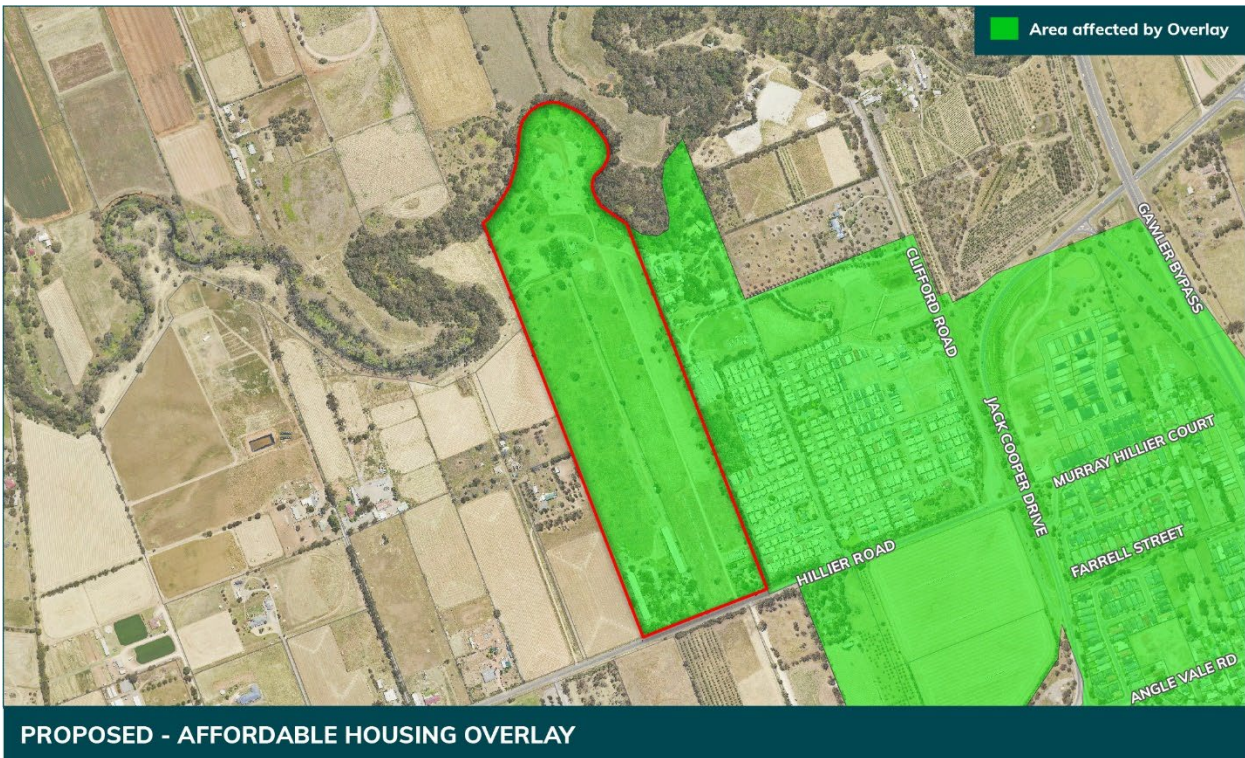 Area affected by Overlay
GAWLER BYPASS
CLIFFORD ROAD
JACK COOPER DRIVE
MURRAY HILLIER COURT
HILLIER ROAD
FARRELL STREET
ANGLE VALE RD
PROPOSED - AFFORDABLE HOUSING OVERLAY